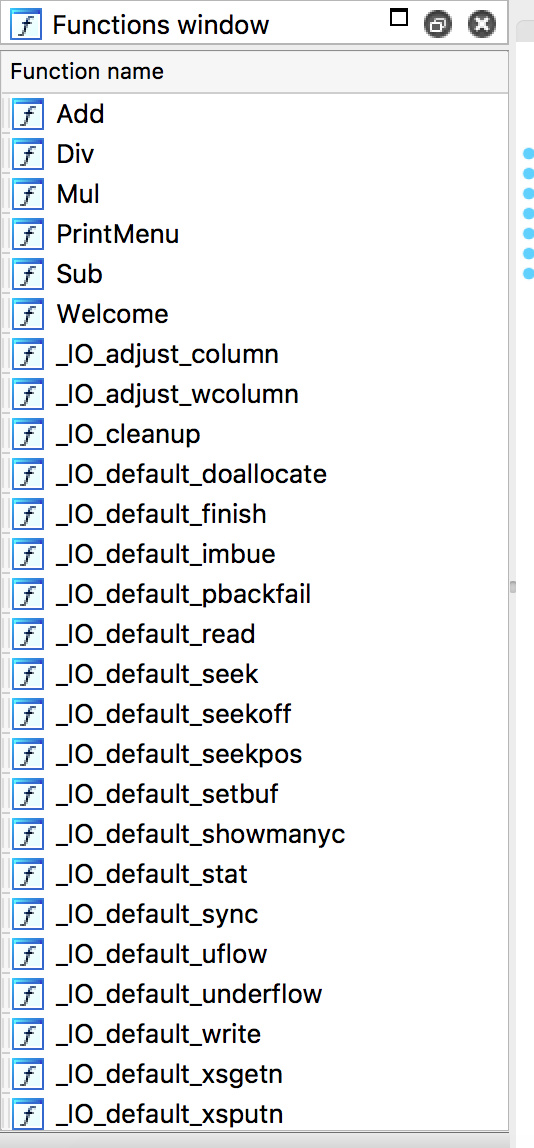 Functions window
Function name
Add
Div
Mul
PrintMenu
Sub
Welcome
_IO_adjust_column
_IO_adjust_wcolumn
_IO_cleanup
_IO_default_doallocate
_IO_default_finish
_IO_default_imbue
_IO_default_pbackfail
_IO_default_read
_IO_default_seek
_IO_default_seekoff
_IO_default_seekpos
_IO_default_setbuf
_IO_default_showmanyc
_IO_default_stat
_IO_default_sync
_IO_default_uflow
_IO_default_underflow
_IO_default_write
_IO_default_xsgetn
_IO_default_xsputn